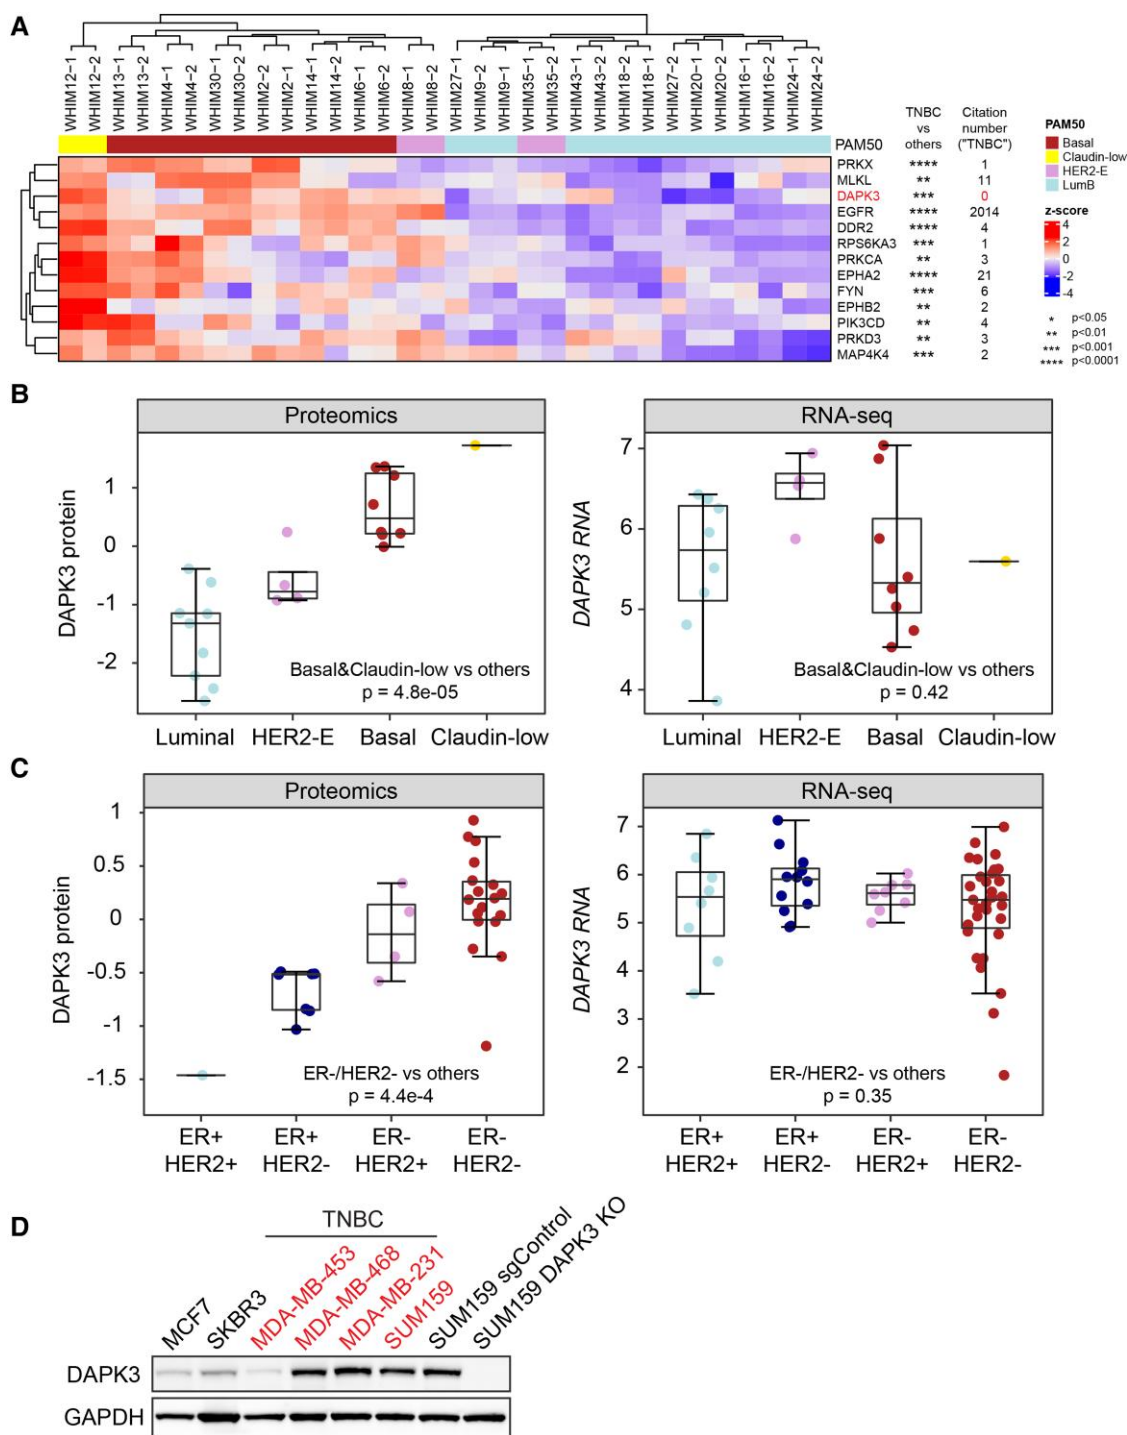 A
WHIM12-1
WHIM12-2
WHIM13-1
WHIM13-2
WHIM4-1
WHIM4-2
WHIM30-1
WHIM30-2
WHIM2-2
WHIM2-1
WHIM14-1
WHIM14-2
WHIM6-1
WHIM6-2
WHIM8-1
WHIM8-2
WHIM27-1
WHIM9-2
WHIM9-1
WHIM35-1
WHIM35-2
WHIM43-1
WHIM43-2
WHIM18-2
WHIM18-1
WHIM27-2
WHIM20-1
WHIM20-2
WHIM16-1
WHIM16-2
WHIM24-1
WHIM24-2
TNBC vs others
Citation number ("TNBC")
PAM50
PRKX **** 1
MLKL ** 11
DAPK3 *** 0
EGFR **** 2014
DDR2 **** 4
RPS6KA3 *** 1
PRKCA ** 3
EPHA2 **** 21
FYN *** 6
EPHB2 ** 2
PIK3CD ** 4
PRKD3 ** 3
MAP4K4 *** 2
PAM50
Basal
Claudin-low
HER2-E
LumB
z-score
4
2
0
-2
-4
* p<0.05
** p<0.01
*** p<0.001
**** p<0.0001
B
Proteomics
DAPK3 protein
1
0
-1
-2
Basal&Claudin-low vs others
p = 4.8e-05
Luminal HER2-E Basal Claudin-low
RNA-seq
DAPK3 RNA
7
6
5
4
Basal&Claudin-low vs others
p = 0.42
Luminal HER2-E Basal Claudin-low
C
Proteomics
DAPK3 protein
1
0.5
0
-0.5
-1
-1.5
ER-/HER2- vs others
p = 4.4e-4
ER+ ER+ ER- ER-
HER2+ HER2- HER2+ HER2-
RNA-seq
DAPK3 RNA
7
6
5
4
3
2
ER-/HER2- vs others
p = 0.35
ER+ ER+ ER- ER-
HER2+ HER2- HER2+ HER2-
D
TNBC
MCF7
SKBR3
MDA-MB-453
MDA-MB-468
MDA-MB-231
SUM159
SUM159 sgControl
SUM159 DAPK3 KO
DAPK3
GAPDH